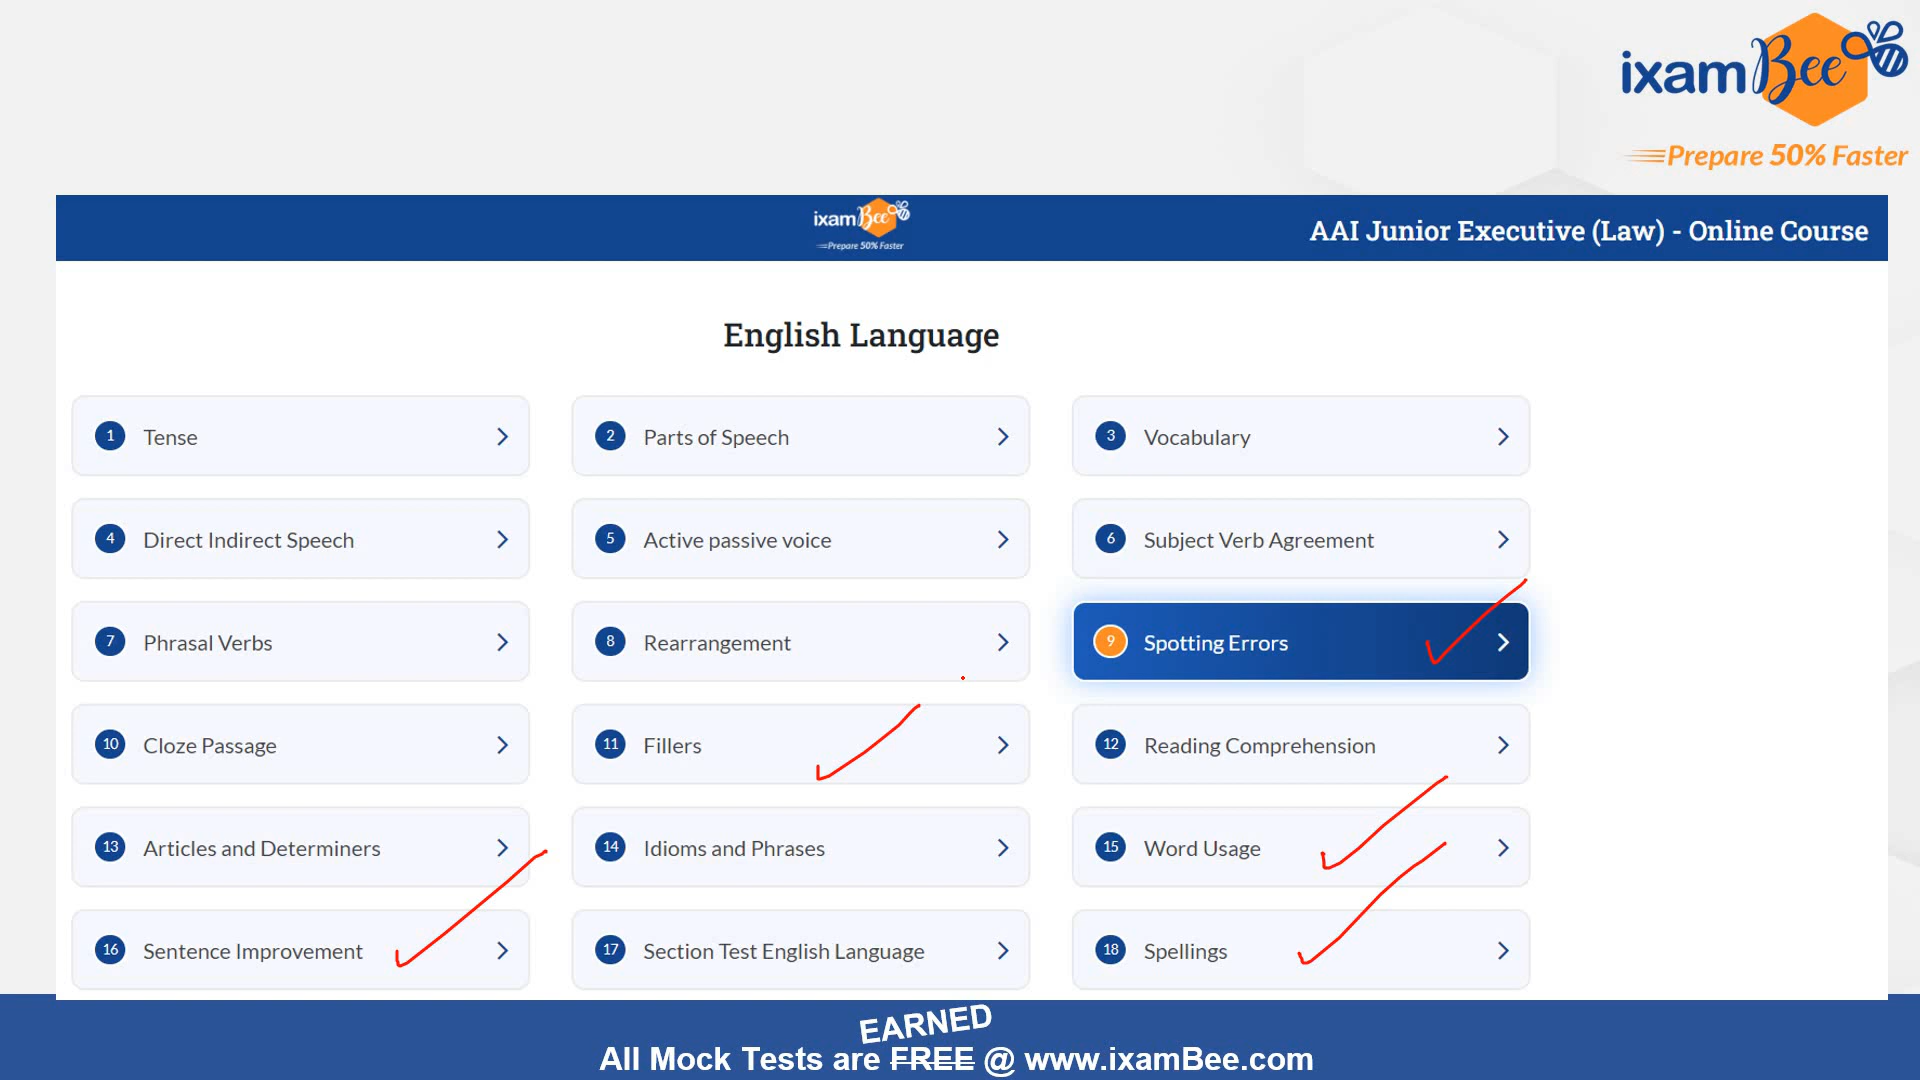 ixamBee
Prepare 50% Faster
ixamBee
Prepare 50% Faster
AAI Junior Executive (Law) - Online Course
English Language
1 Tense
2 Parts of Speech
3 Vocabulary
4 Direct Indirect Speech
5 Active passive voice
6 Subject Verb Agreement
7 Phrasal Verbs
8 Rearrangement
9 Spotting Errors
10 Cloze Passage
11 Fillers
12 Reading Comprehension
13 Articles and Determiners
14 Idioms and Phrases
15 Word Usage
16 Sentence Improvement
17 Section Test English Language
18 Spellings
EARNED
All Mock Tests are FREE @ www.ixamBee.com